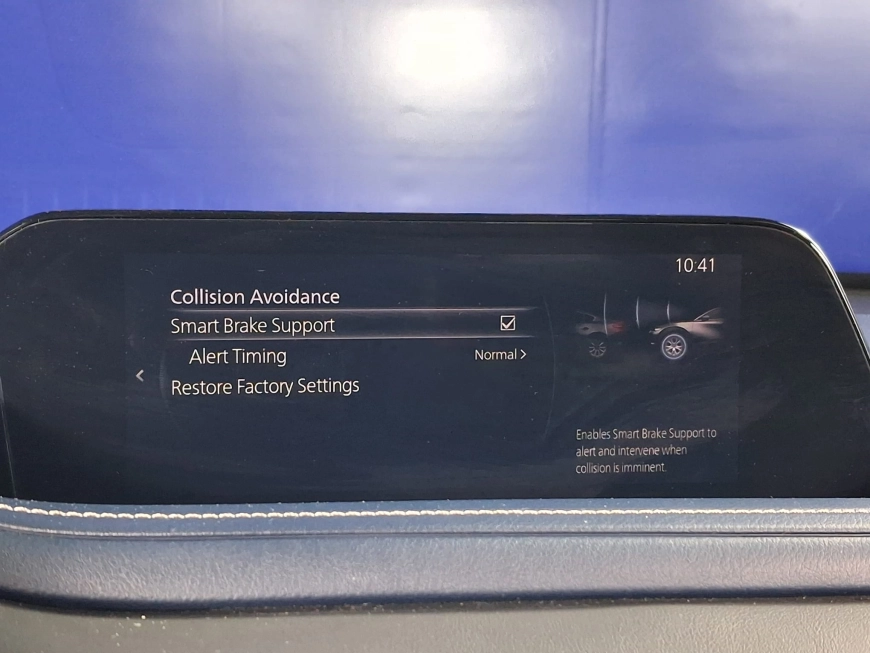 10:41
Collision Avoidance
Smart Brake Support
Alert Timing Normal >
<
Restore Factory Settings
Enables Smart Brake Support to
alert and intervene when
collision is imminent.